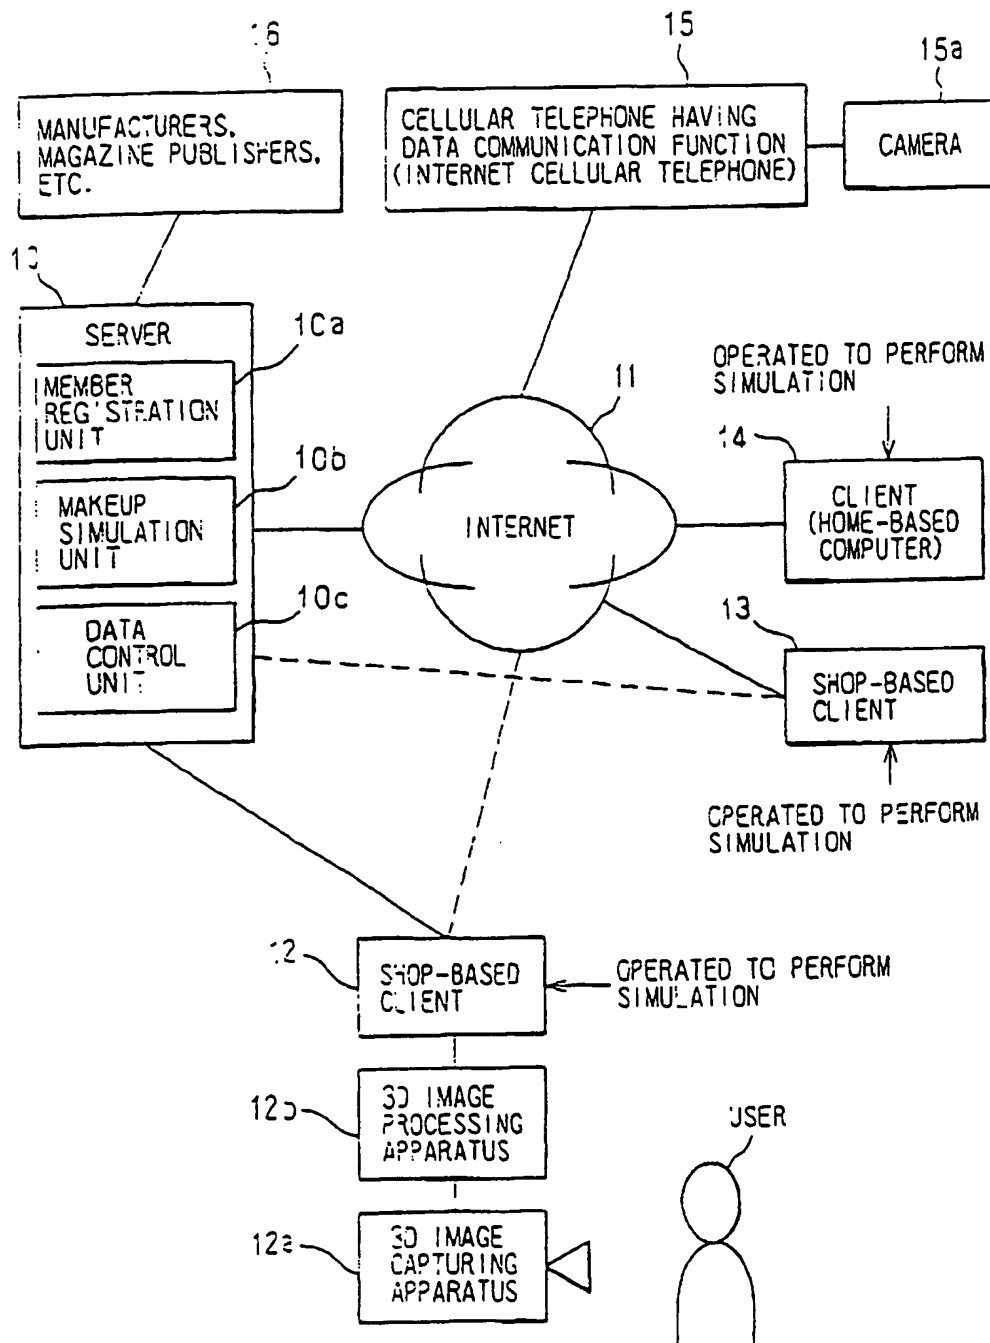 16
15
15a
MANUFACTURERS,
MAGAZINE PUBLISHERS,
ETC.
CELLULAR TELEPHONE HAVING
DATA COMMUNICATION FUNCTION
(INTERNET CELLULAR TELEPHONE)
CAMERA
10
SERVER
10a
MEMBER
REGISTRATION
UNIT
10b
MAKEUP
SIMULATION
UNIT
10c
DATA
CONTROL
UNIT
11
INTERNET
OPERATED TO PERFORM
SIMULATION
14
CLIENT
(HOME-BASED
COMPUTER)
13
SHOP-BASED
CLIENT
OPERATED TO PERFORM
SIMULATION
12
SHOP-BASED
CLIENT
OPERATED TO PERFORM
SIMULATION
12b
3D IMAGE
PROCESSING
APPARATUS
USER
12a
3D IMAGE
CAPTURING
APPARATUS